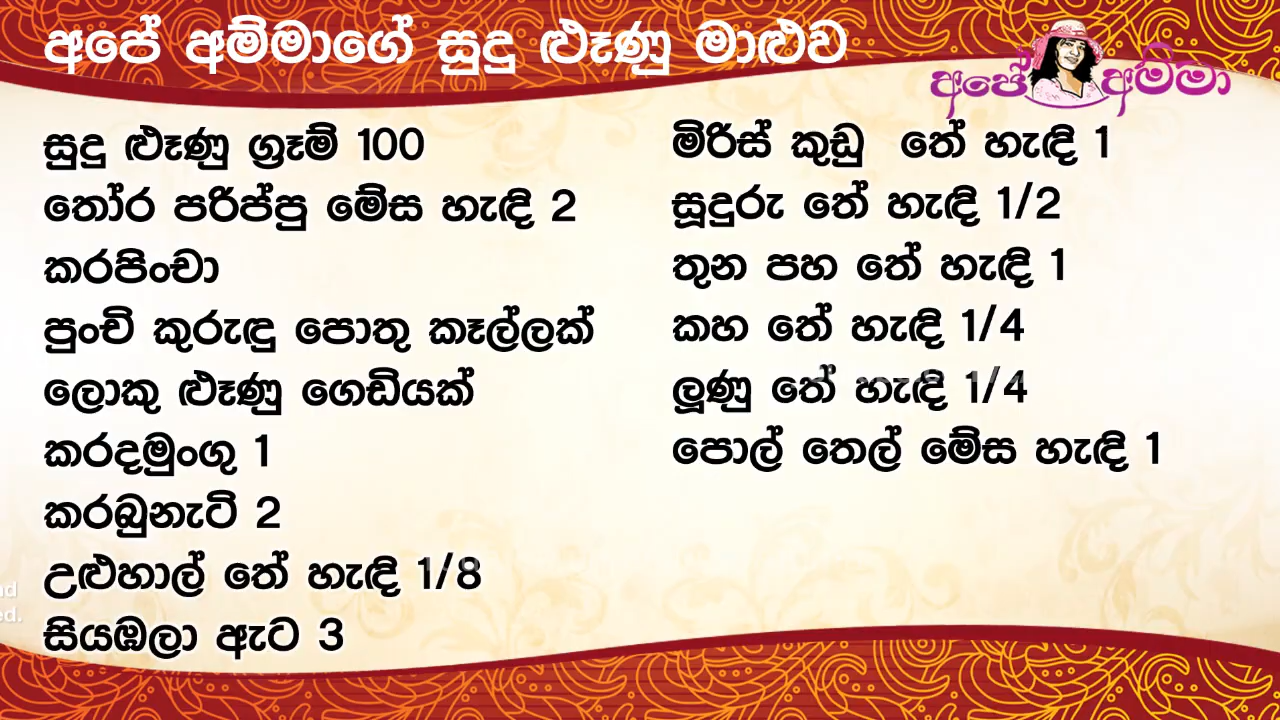 අපේ අම්මාගේ සුදු ළූණු මාළුව
අපේ අම්මා
සුදු ළූණු ග්‍රෑම් 100
තෝර පරිප්පු මේස හැඳි 2
කරපිංචා
පුංචි කුරුඳු පොතු කෑල්ලක්
ලොකු ළූණු ගෙඩියක්
කරදමුංගු 1
කරබුනැටි 2
උළුහාල් තේ හැඳි 1/8
සියඹලා ඇට 3
මිරිස් කුඩු තේ හැඳි 1
සූදුරු තේ හැඳි 1/2
තුන පහ තේ හැඳි 1
කහ තේ හැඳි 1/4
ලූණු තේ හැඳි 1/4
පොල් තෙල් මේස හැඳි 1